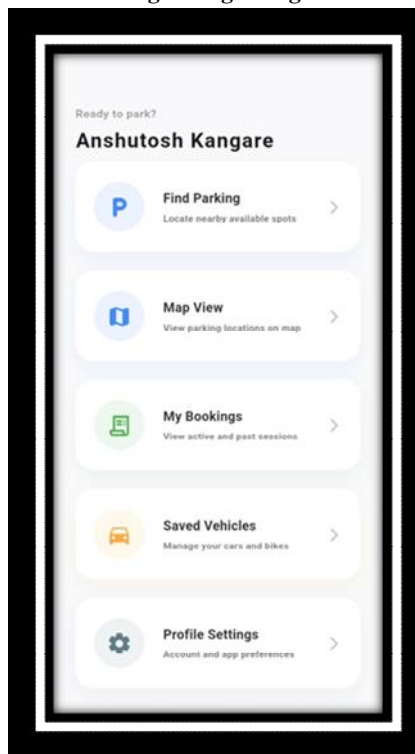 Ready to park?
Anshutosh Kangare
P
Find Parking
Locate nearby available spots
Map View
View parking locations on map
My Bookings
View active and past sessions
Saved Vehicles
Manage your cars and bikes
Profile Settings
Account and app preferences